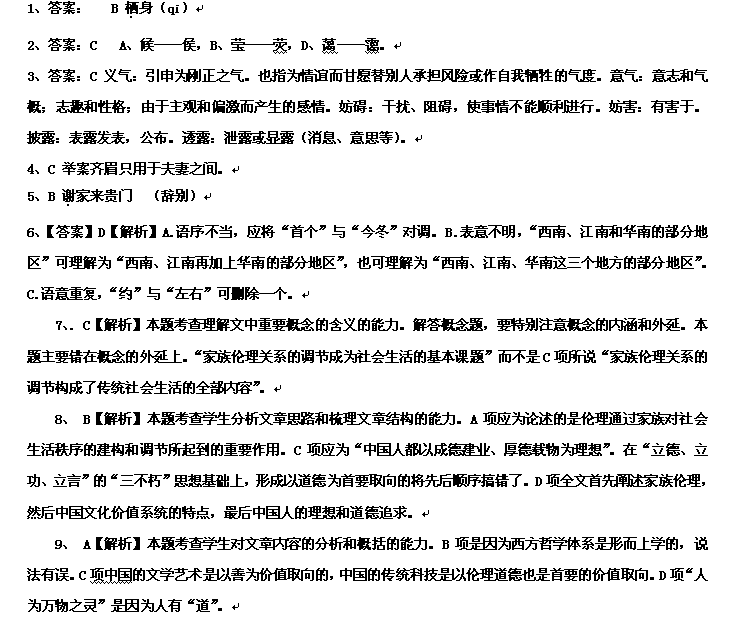 1、答案： B 栖身（qī）
2、答案：C A、候——侯，B、莹——荧，D、蔼——霭。
3、答案：C 义气：引申为刚正之气。也指为情谊而甘愿替别人承担风险或作自我牺牲的气度。意气：意志和气
概；志趣和性格；由于主观和偏激而产生的感情。妨碍：干扰、阻碍，使事情不能顺利进行。妨害：有害于。
披露：表露发表，公布。透露：泄露或显露（消息、意思等）。
4、C 举案齐眉只用于夫妻之间。
5、B 谢家来贵门 （辞别）
6、【答案】D【解析】A.语序不当，应将“首个”与“今冬”对调。B.表意不明，“西南、江南和华南的部分地
区”可理解为“西南、江南再加上华南的部分地区”，也可理解为“西南、江南、华南这三个地方的部分地区”。
C.语意重复，“约”与“左右”可删除一个。
7、. C【解析】本题考查理解文中重要概念的含义的能力。解答概念题，要特别注意概念的内涵和外延。本
题主要错在概念的外延上。“家族伦理关系的调节成为社会生活的基本课题”而不是 C 项所说“家族伦理关系的
调节构成了传统社会生活的全部内容”。
8、 B【解析】本题考查学生分析文章思路和梳理文章结构的能力。A 项应为论述的是伦理通过家族对社会
生活秩序的建构和调节所起到的重要作用。C 项应为“中国人都以成德建业、厚德载物为理想”。在“立德、立
功、立言”的“三不朽”思想基础上，形成以道德为首要取向的将先后顺序搞错了。D 项全文首先阐述家族伦理，
然后中国文化价值系统的特点，最后中国人的理想和道德追求。
9、 A【解析】本题考查学生对文章内容的分析和概括的能力。B 项是因为西方哲学体系是形而上学的，说
法有误。C 项中国的文学艺术是以善为价值取向的，中国的传统科技是以伦理道德也是首要的价值取向。D 项“人
为万物之灵”是因为人有“道”。